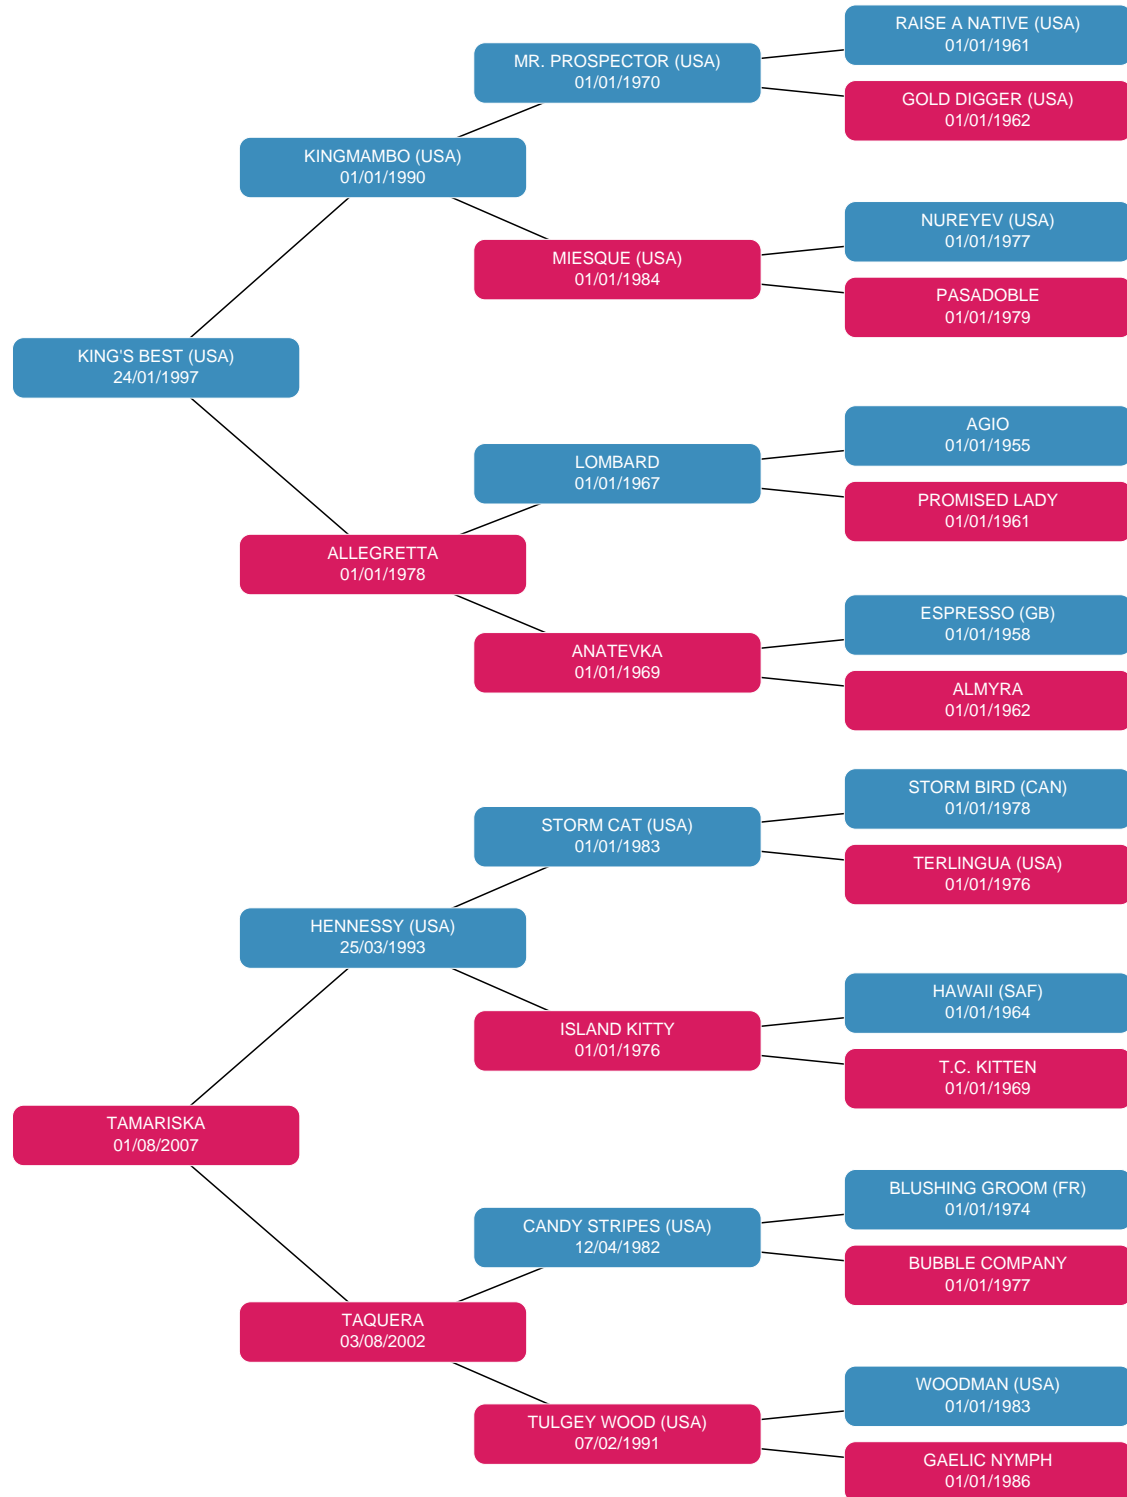 RAISE A NATIVE (USA)
01/01/1961
MR. PROSPECTOR (USA)
01/01/1970
GOLD DIGGER (USA)
01/01/1962
KINGMAMBO (USA)
01/01/1990
NUREYEV (USA)
01/01/1977
MIESQUE (USA)
01/01/1984
PASADOBLE
01/01/1979
KING'S BEST (USA)
24/01/1997
AGIO
01/01/1955
LOMBARD
01/01/1967
PROMISED LADY
01/01/1961
ALLEGRETTA
01/01/1978
ESPRESSO (GB)
01/01/1958
ANATEVKA
01/01/1969
ALMYRA
01/01/1962
STORM BIRD (CAN)
01/01/1978
STORM CAT (USA)
01/01/1983
TERLINGUA (USA)
01/01/1976
HENNESSY (USA)
25/03/1993
HAWAII (SAF)
01/01/1964
ISLAND KITTY
01/01/1976
T.C. KITTEN
01/01/1969
TAMARISKA
01/08/2007
BLUSHING GROOM (FR)
01/01/1974
CANDY STRIPES (USA)
12/04/1982
BUBBLE COMPANY
01/01/1977
TAQUERA
03/08/2002
WOODMAN (USA)
01/01/1983
TULGEY WOOD (USA)
07/02/1991
GAELIC NYMPH
01/01/1986